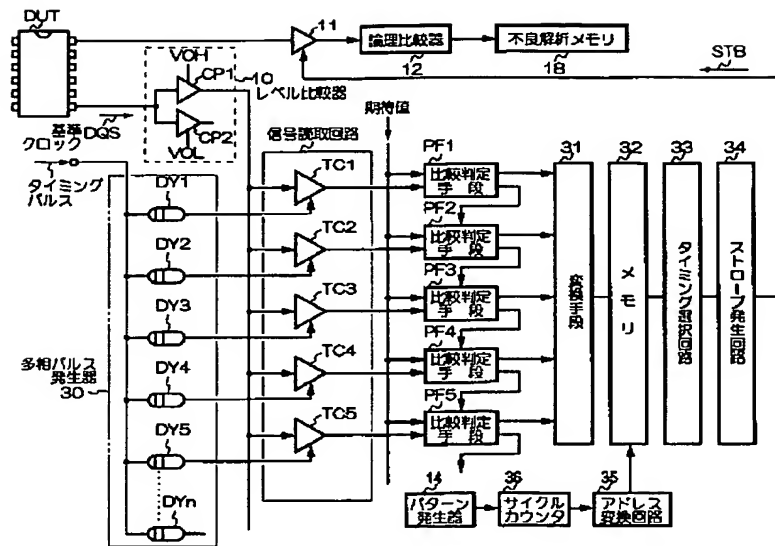 DUT
11
論理比較器
12
不良解析メモリ
18
STB
VOH
CP1
10
レベル比較器
CP2
VOL
基準
クロック
DQS
タイミング
パルス
信号読取回路
期待値
DY1
DY2
DY3
DY4
DY5
DYn
多相パルス
発生器
30
TC1
TC2
TC3
TC4
TC5
PF1
比較判定
手段
PF2
比較判定
手段
PF3
比較判定
手段
PF4
比較判定
手段
PF5
比較判定
手段
31
変換手段
32
メモリ
33
タイミング選択回路
34
ストローブ発生回路
14
パターン
発生器
36
サイクル
カウンタ
35
アドレス
変換回路